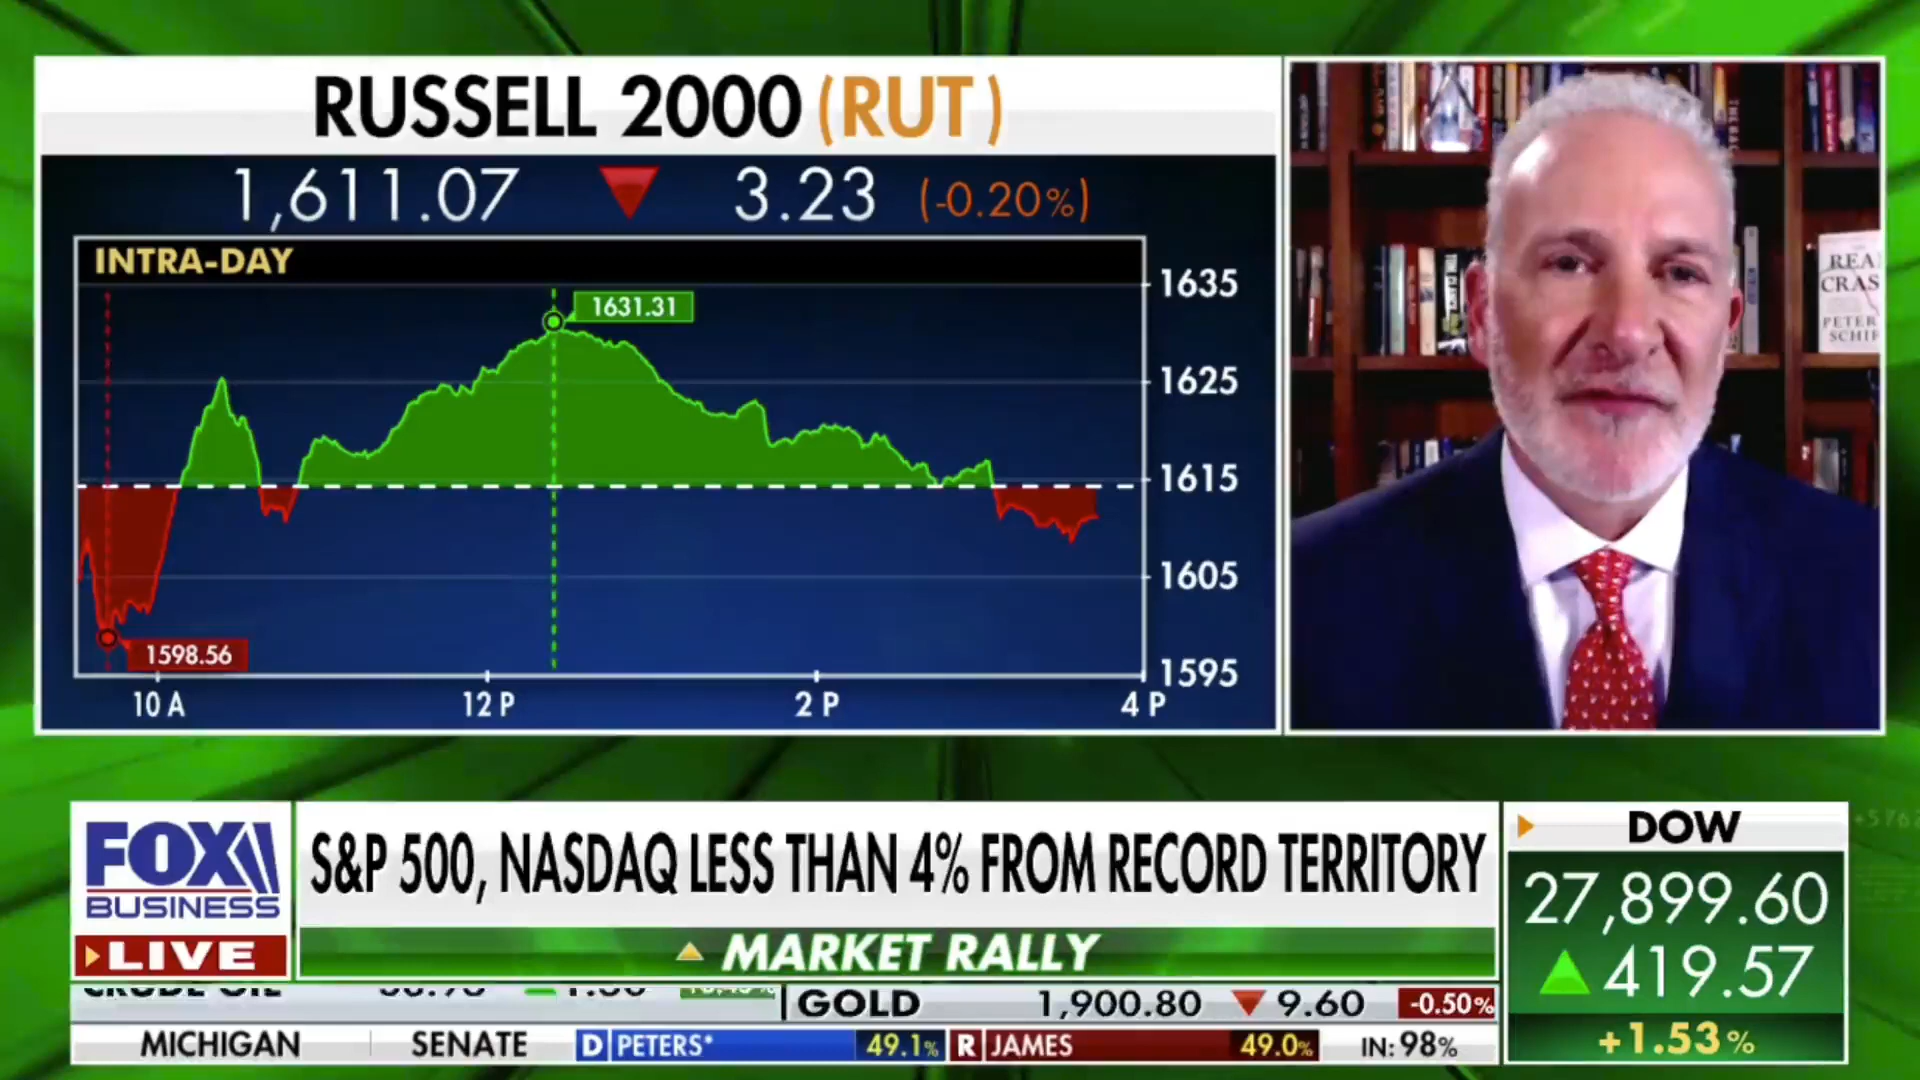 RUSSELL 2000 (RUT)
1,611.07 ▼ 3.23 (-0.20%)
INTRA-DAY
1631.31
1598.56
1635
1625
1615
1605
1595
10 A 12 P 2 P 4 P
REA
CRAS
PETER
SCHIF
FOX
BUSINESS
LIVE
S&P 500, NASDAQ LESS THAN 4% FROM RECORD TERRITORY
MARKET RALLY
DOW
27,899.60
▲ 419.57
+1.53%
CRUDE OIL
GOLD 1,900.80 ▼ 9.60 -0.50%
MICHIGAN SENATE D PETERS* 49.1% R JAMES 49.0% IN: 98%